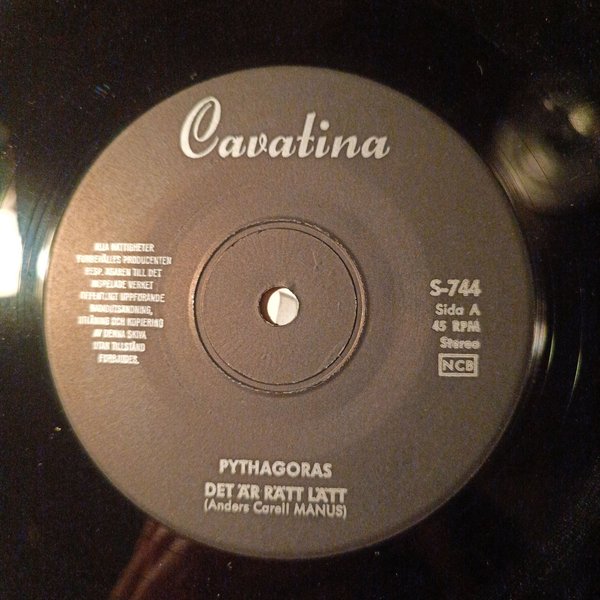 Cavatina
ALLA RÄTTIGHETER
FÖRBEHÅLLES PRODUCENTEN
RESP. ÄGAREN TILL DET
INSPELADE VERKET
OFFENTLIGT UPPFÖRANDE
RADIOUTSÄNDNING,
UTLÅNING OCH KOPIERING
AV DENNA SKIVA
UTAN TILLSTÅND
FÖRBJUDES.
S-744
Sida A
45 RPM
Stereo
NCB
PYTHAGORAS
DET ÄR RÄTT LÄTT
(Anders Carell MANUS)